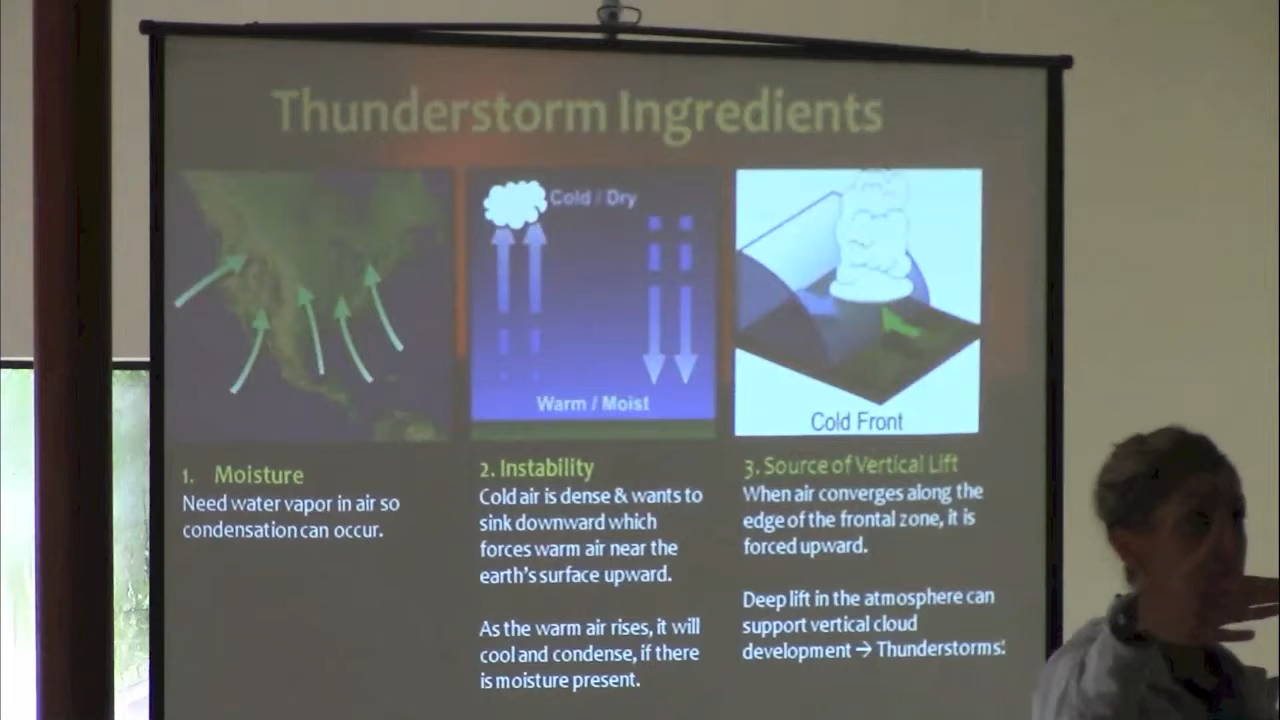 Thunderstorm Ingredients
Cold / Dry
Warm / Moist
Cold Front
1. Moisture
Need water vapor in air so
condensation can occur.
2. Instability
Cold air is dense & wants to
sink downward which
forces warm air near the
earth's surface upward.
As the warm air rises, it will
cool and condense, if there
is moisture present.
3. Source of Vertical Lift
When air converges along the
edge of the frontal zone, it is
forced upward.
Deep lift in the atmosphere can
support vertical cloud
development → Thunderstorms!